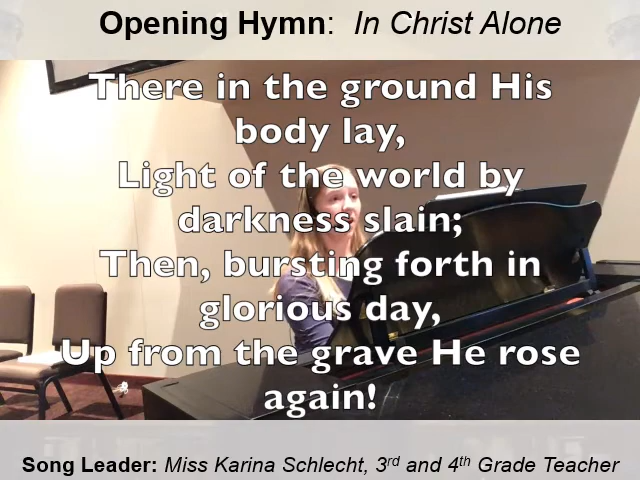 Opening Hymn:  In Christ Alone
There in the ground His
body lay,
Light of the world by
darkness slain;
Then, bursting forth in
glorious day,
Up from the grave He rose
again!
Song Leader: Miss Karina Schlecht, 3rd and 4th Grade Teacher